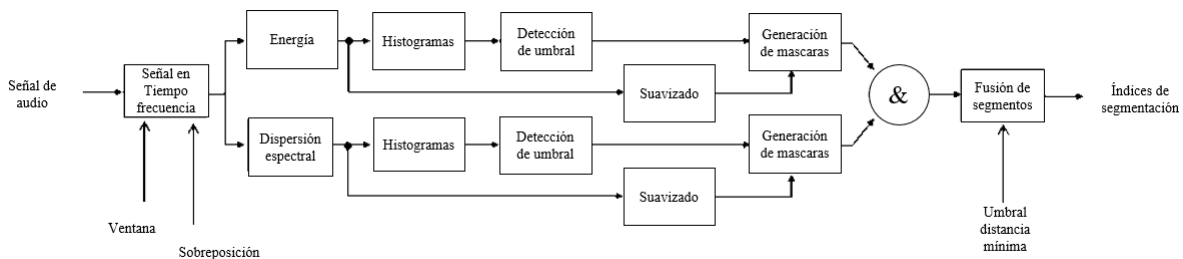 Señal de
audio
Señal en
Tiempo
frecuencia
Ventana
Sobreposición
Energía
Histogramas
Detección
de umbral
Suavizado
Generación
de mascaras
Dispersión
espectral
Histogramas
Detección
de umbral
Suavizado
Generación
de mascaras
&
Fusión de
segmentos
Umbral
distancia
mínima
Índices de
segmentación